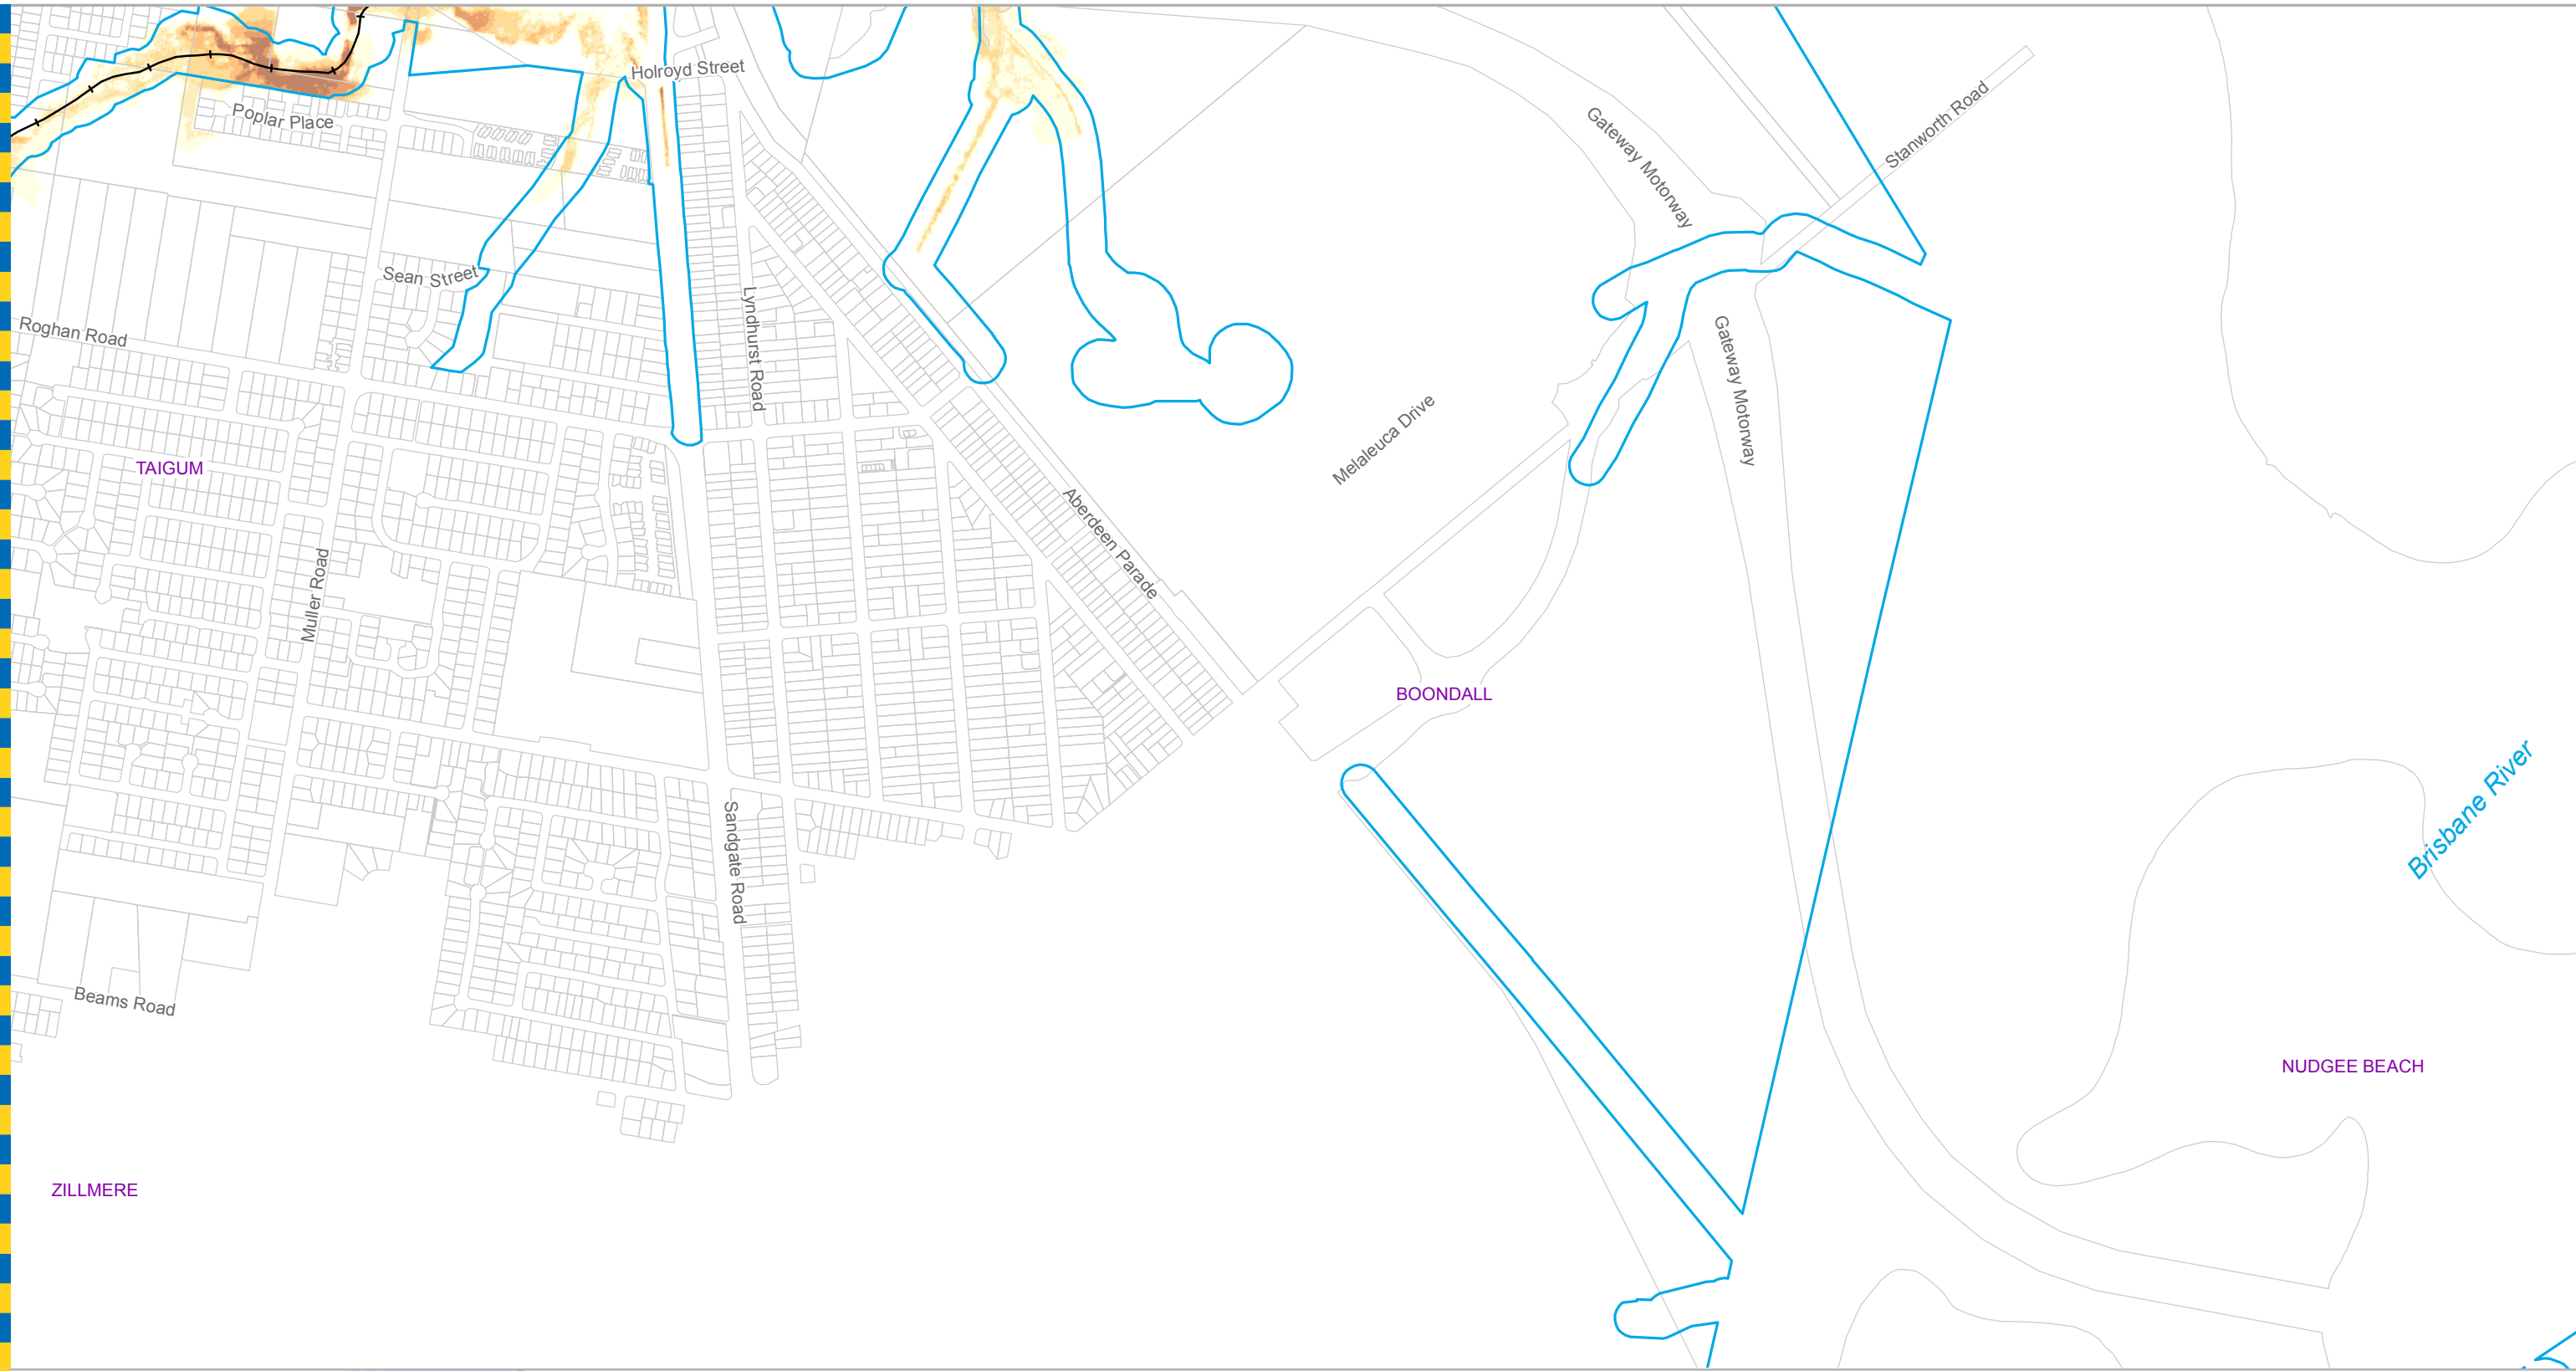 Holroyd Street
Poplar Place
Gateway Motorway
Stanworth Road
Sean Street
Roghan Road
Lyndhurst Road
Gateway Motorway
Melaleuca Drive
TAIGUM
Aberdeen Parade
Muller Road
BOONDALL
Brisbane River
Sandgate Road
Beams Road
NUDGEE BEACH
ZILLMERE